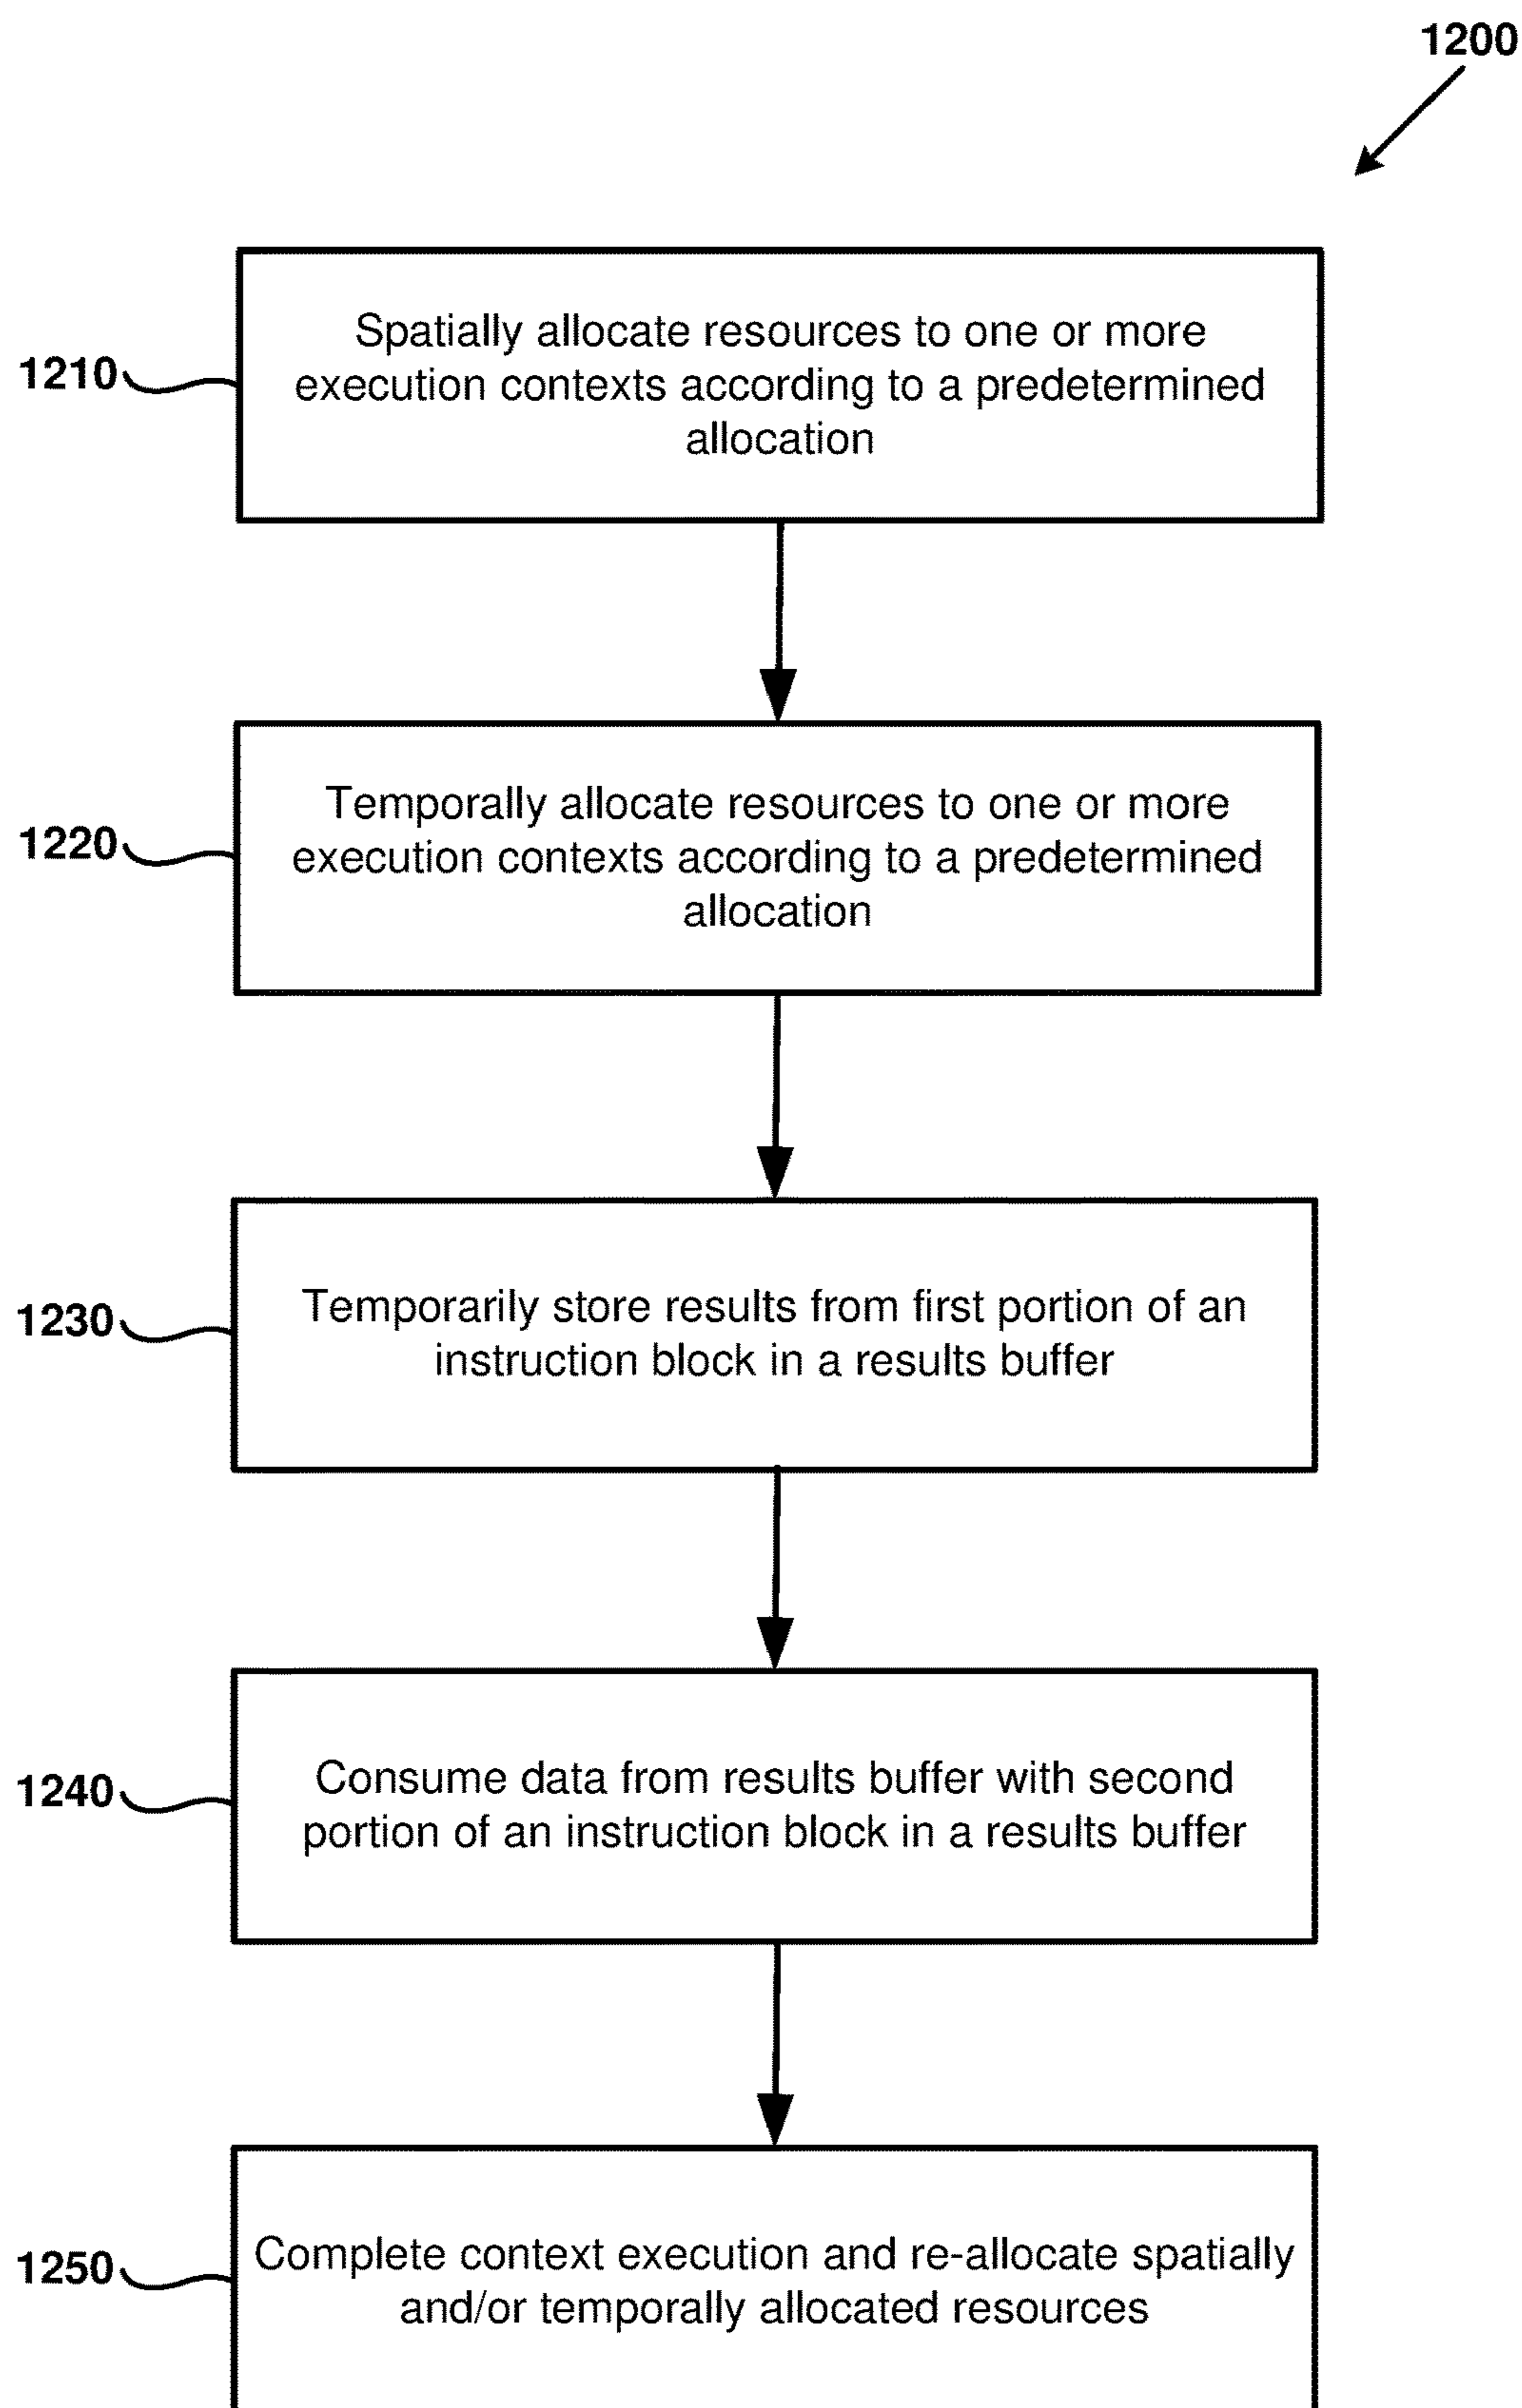 1200
Spatially allocate resources to one or more
execution contexts according to a predetermined
allocation
1210
Temporally allocate resources to one or more
execution contexts according to a predetermined
allocation
1220
Temporarily store results from first portion of an
instruction block in a results buffer
1230
Consume data from results buffer with second
portion of an instruction block in a results buffer
1240
Complete context execution and re-allocate spatially
and/or temporally allocated resources
1250